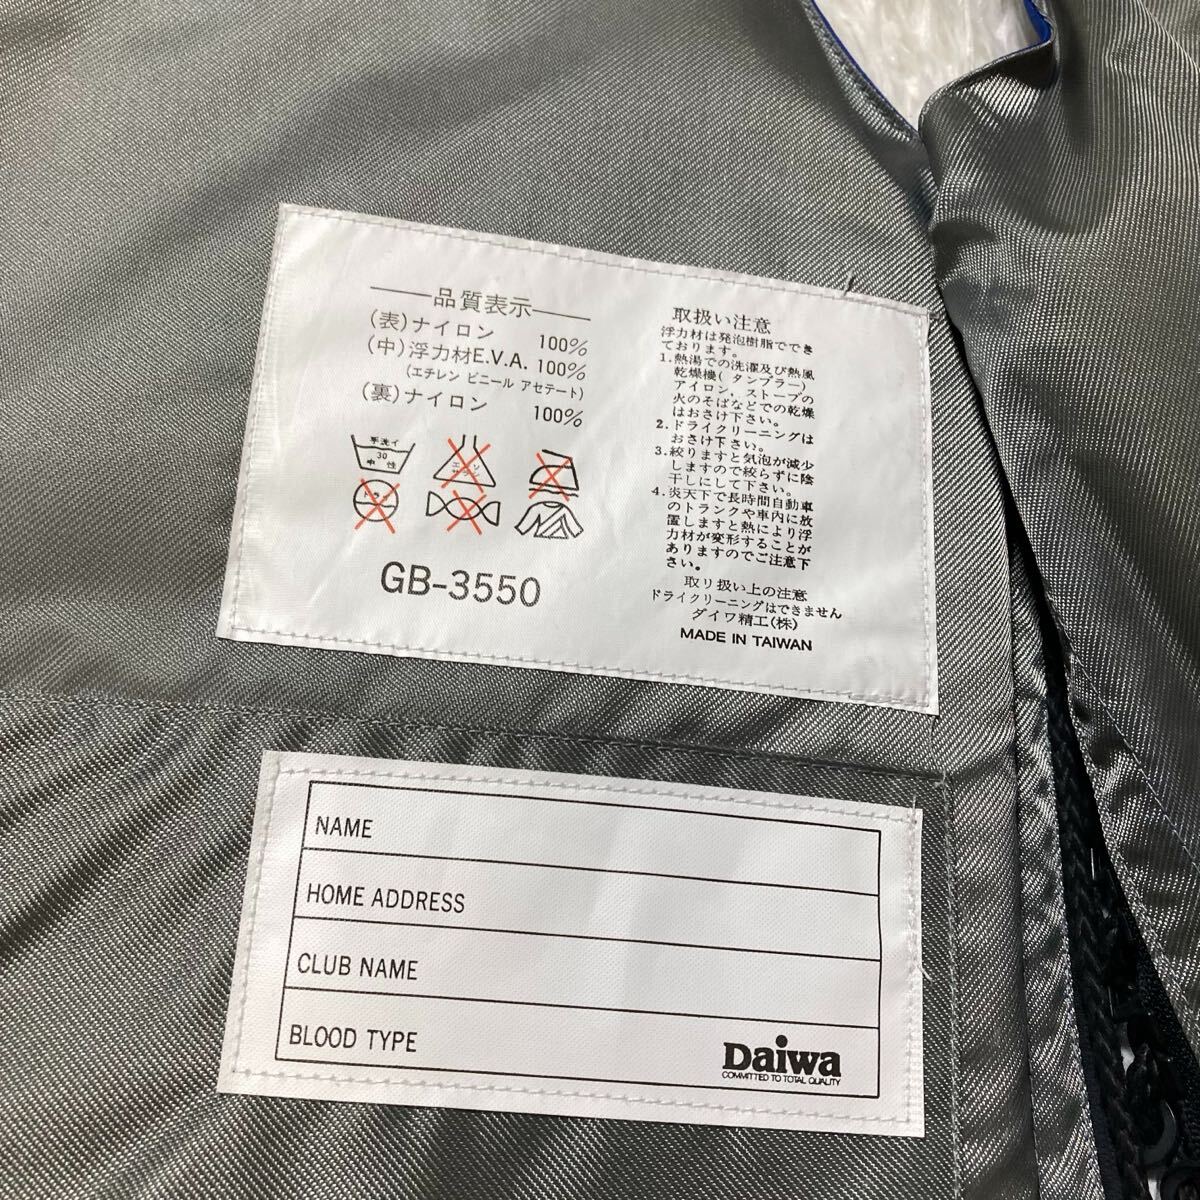 品質表示
(表)ナイロン 100%
(中)浮力材E.V.A. 100%
(エチレン ビニール アセテート)
(裏)ナイロン 100%
手洗イ
30
中性
GB-3550
取扱い注意
浮力材は発泡樹脂でできて
ております。
1.熱湯での洗濯及び熱風
乾燥機(タンブラー)
アイロン,ストーブの
火のそばなどでの乾燥
はおさけ下さい。
2.ドライクリーニングは
おさけ下さい。
3.絞りますと気泡が減少
しますので絞らずに陰
干しにして下さい。
4.炎天下で長時間自動車
のトランクや車内に放
置しますと熱により浮
力材が変形することが
ありますのでご注意下
さい。
取り扱い上の注意
ドライクリーニングはできません
ダイワ精工(株)
MADE IN TAIWAN
NAME
HOME ADDRESS
CLUB NAME
BLOOD TYPE
Daiwa
COMMITTED TO TOTAL QUALITY